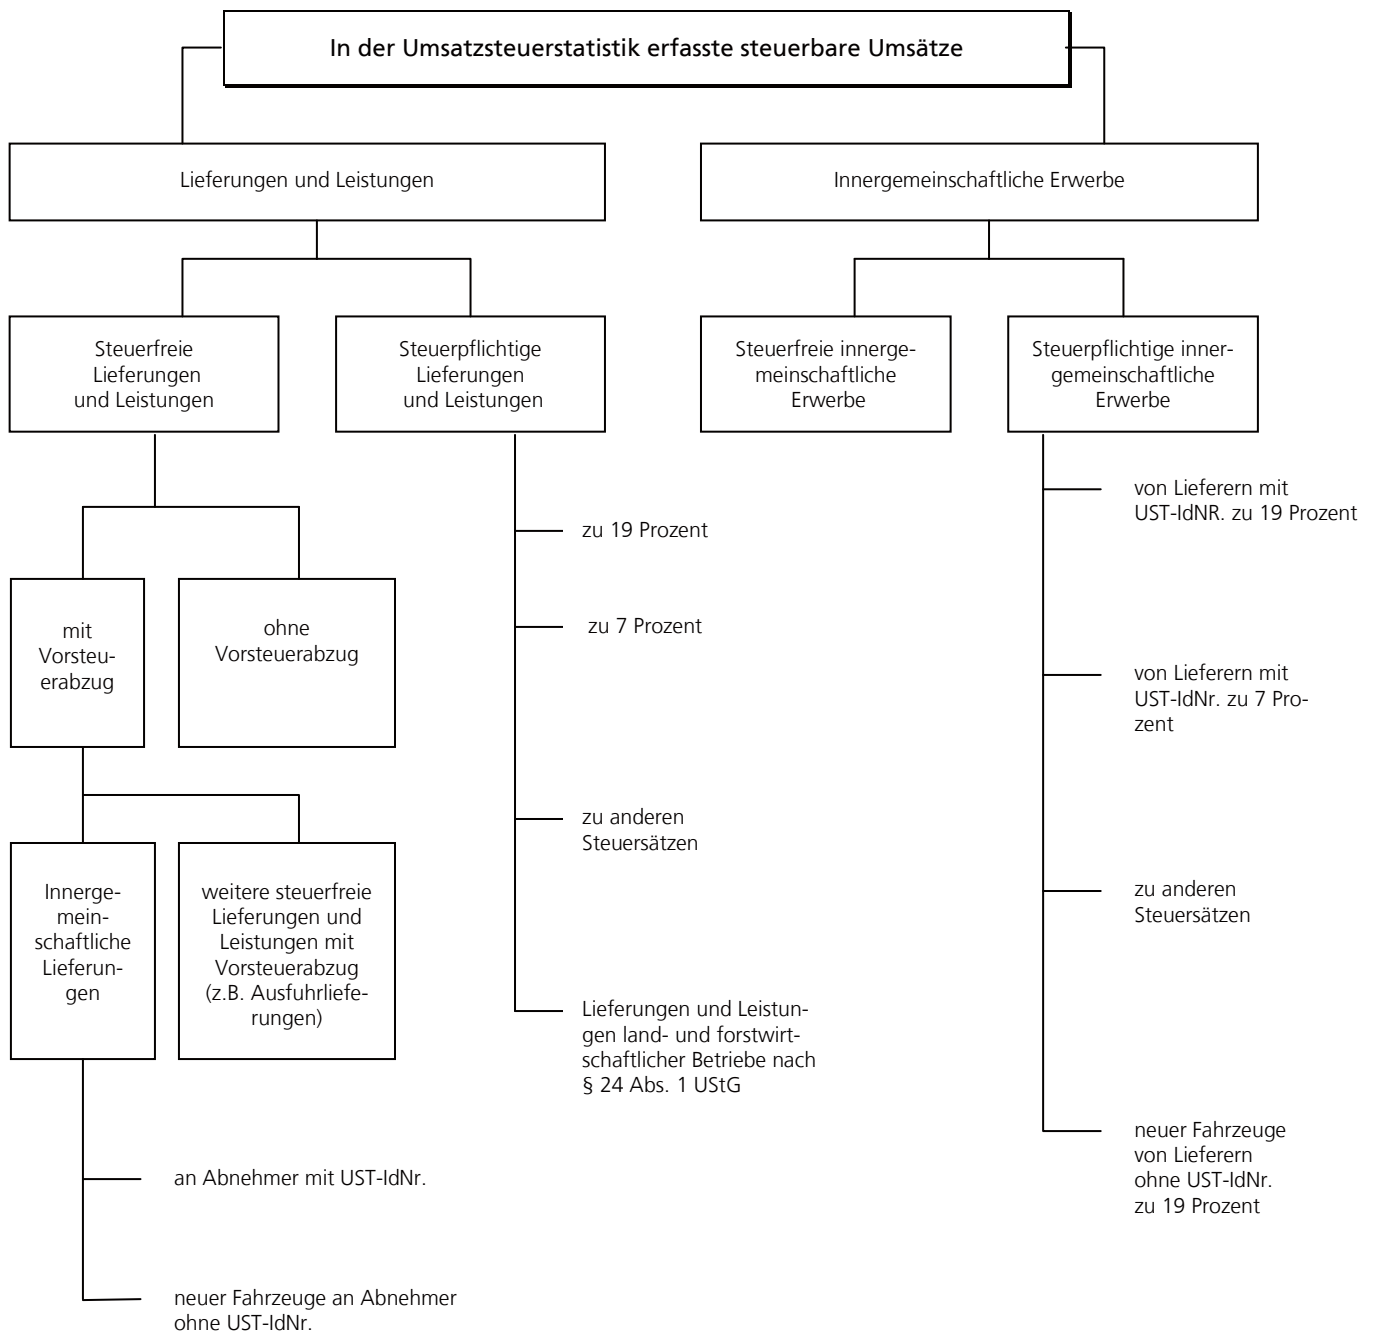 In der Umsatzsteuerstatistik erfasste steuerbare Umsätze
Lieferungen und Leistungen
Innergemeinschaftliche Erwerbe
Steuerfreie
Lieferungen
und Leistungen
Steuerpflichtige
Lieferungen
und Leistungen
Steuerfreie innerge-
meinschaftliche
Erwerbe
Steuerpflichtige inner-
gemeinschaftliche
Erwerbe
mit
Vorsteu-
erabzug
ohne
Vorsteuerabzug
Innerge-
mein-
schaftliche
Lieferun-
gen
weitere steuerfreie
Lieferungen und
Leistungen mit
Vorsteuerabzug
(z.B. Ausfuhrliefe-
rungen)
an Abnehmer mit UST-IdNr.
neuer Fahrzeuge an Abnehmer
ohne UST-IdNr.
zu 19 Prozent
zu 7 Prozent
zu anderen
Steuersätzen
Lieferungen und Leistun-
gen land- und forstwirt-
schaftlicher Betriebe nach
§ 24 Abs. 1 UStG
von Lieferern mit
UST-IdNR. zu 19 Prozent
von Lieferern mit
UST-IdNr. zu 7 Pro-
zent
zu anderen
Steuersätzen
neuer Fahrzeuge
von Lieferern
ohne UST-IdNr.
zu 19 Prozent